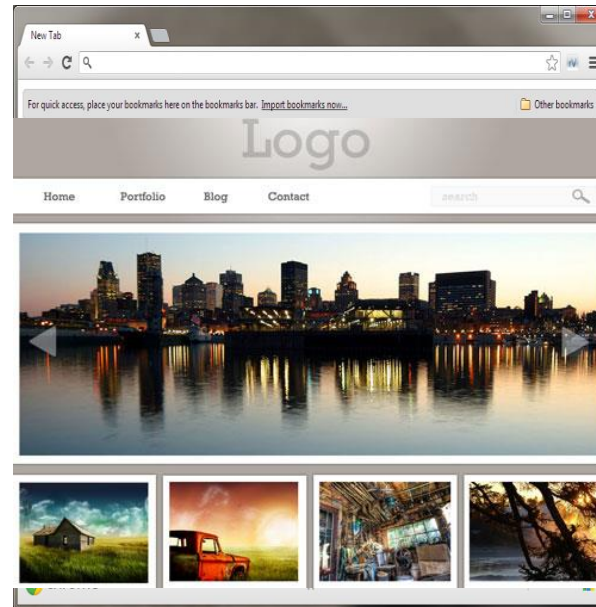 New Tab
For quick access, place your bookmarks here on the bookmarks bar. Import bookmarks now... Other bookmarks
Logo
Home Portfolio Blog Contact search